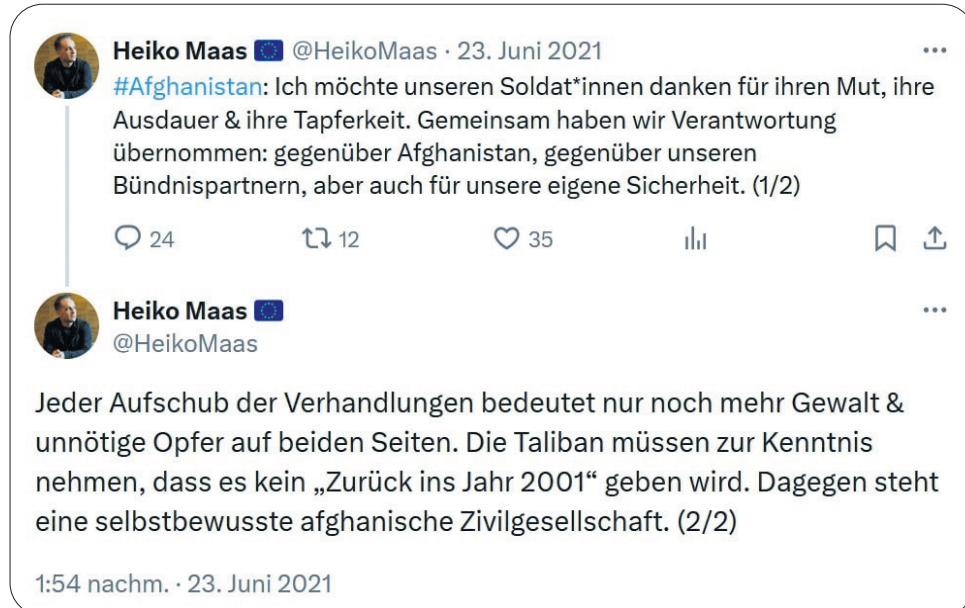 Heiko Maas 🇪🇺 @HeikoMaas · 23. Juni 2021
#Afghanistan: Ich möchte unseren Soldat*innen danken für ihren Mut, ihre
Ausdauer & ihre Tapferkeit. Gemeinsam haben wir Verantwortung
übernommen: gegenüber Afghanistan, gegenüber unseren
Bündnispartnern, aber auch für unsere eigene Sicherheit. (1/2)
24 12 35
Heiko Maas 🇪🇺
@HeikoMaas
Jeder Aufschub der Verhandlungen bedeutet nur noch mehr Gewalt &
unnötige Opfer auf beiden Seiten. Die Taliban müssen zur Kenntnis
nehmen, dass es kein „Zurück ins Jahr 2001“ geben wird. Dagegen steht
eine selbstbewusste afghanische Zivilgesellschaft. (2/2)
1:54 nachm. · 23. Juni 2021